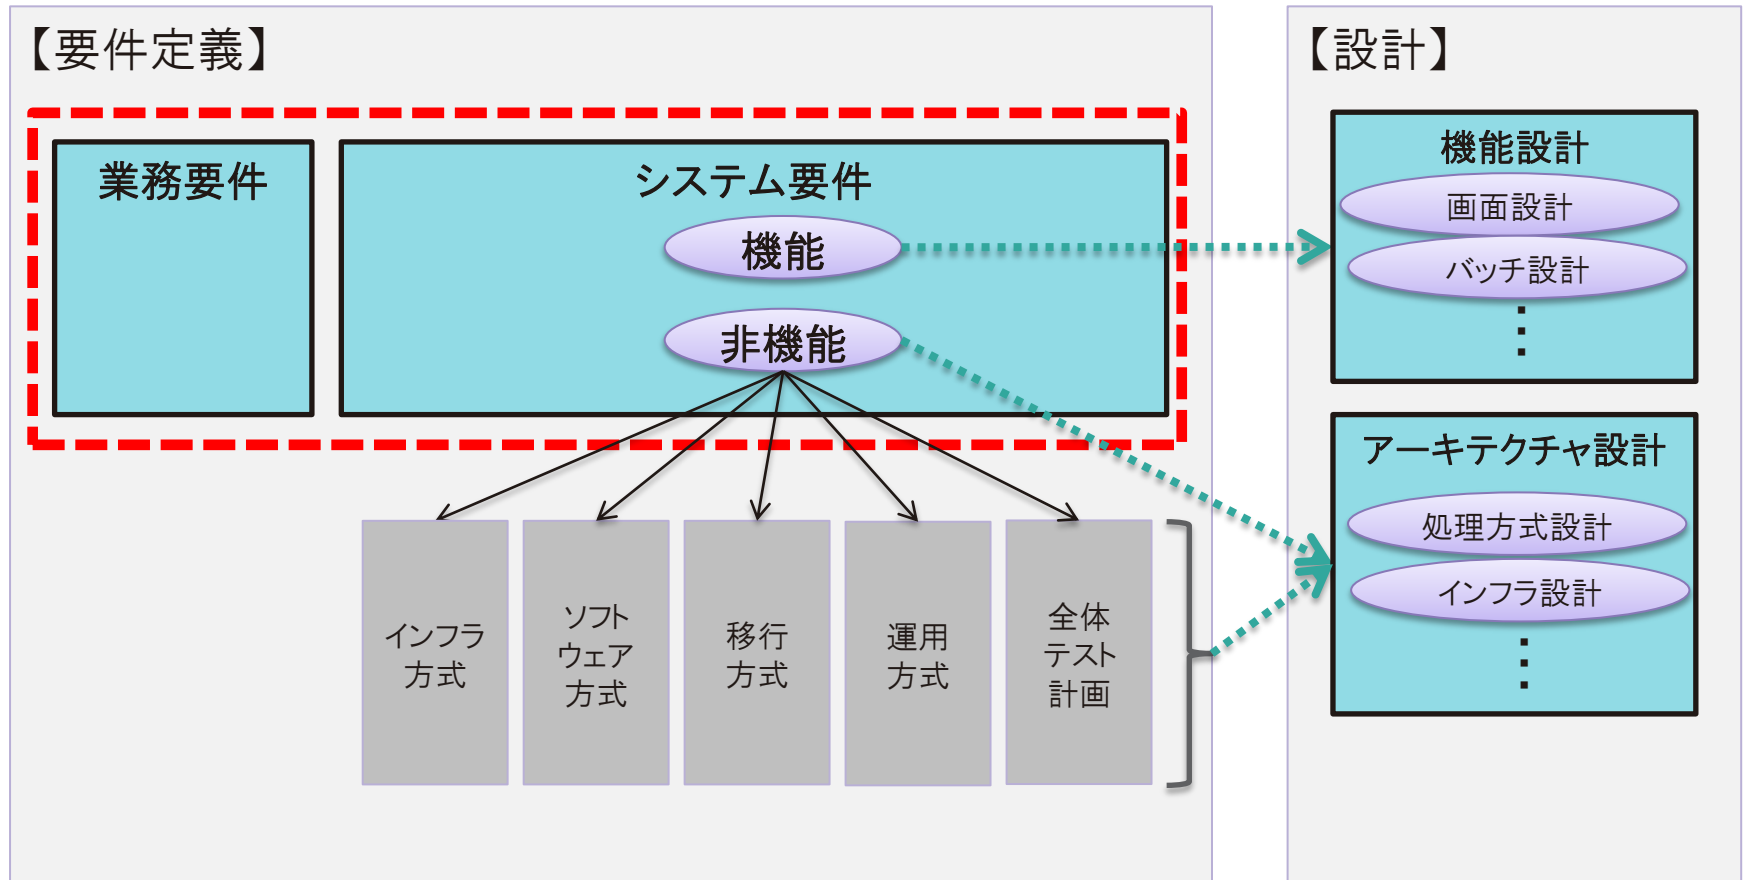 【要件定義】
業務要件
システム要件
機能
非機能
インフラ
方式
ソフト
ウェア
方式
移行
方式
運用
方式
全体
テスト
計画
【設計】
機能設計
画面設計
バッチ設計
アーキテクチャ設計
処理方式設計
インフラ設計